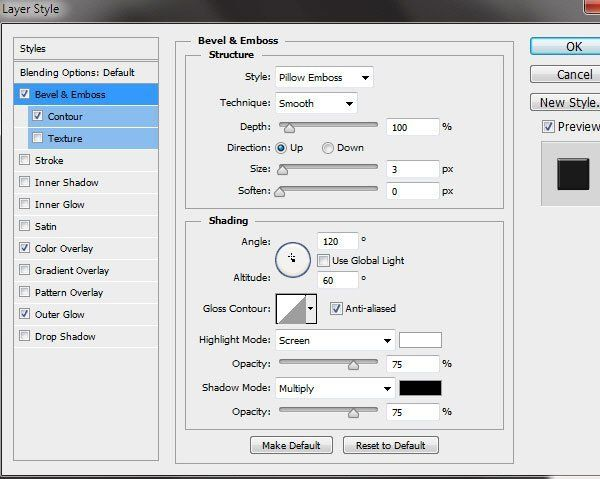 Layer Style
Styles
Blending Options: Default
Bevel & Emboss
Contour
Texture
Stroke
Inner Shadow
Inner Glow
Satin
Color Overlay
Gradient Overlay
Pattern Overlay
Outer Glow
Drop Shadow
Bevel & Emboss
Structure
Style: Pillow Emboss
Technique: Smooth
Depth: 100 %
Direction: Up Down
Size: 3 px
Soften: 0 px
Shading
Angle: 120 °
Use Global Light
Altitude: 60 °
Gloss Contour: Anti-aliased
Highlight Mode: Screen
Opacity: 75 %
Shadow Mode: Multiply
Opacity: 75 %
Make Default Reset to Default
OK
Cancel
New Style...
Preview